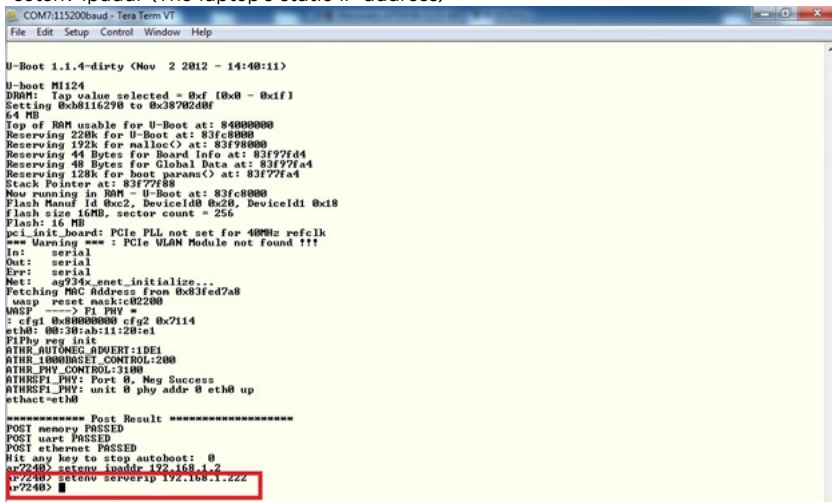 setenv ipaddr (The laptop's static IP address)
COM7:115200baud - Tera Term VT
File Edit Setup Control Window Help
U-Boot 1.1.4-dirty (Nov 2 2012 - 14:40:11)
U-boot MI124
DRAM: Tap value selected = 0xf [0x0 - 0x1f]
Setting 0xb8116290 to 0x38702d0f
64 MB
Top of RAM usable for U-Boot at: 84000000
Reserving 220k for U-Boot at: 83fc8000
Reserving 192k for malloc() at: 83f98000
Reserving 44 Bytes for Board Info at: 83f97fd4
Reserving 48 Bytes for Global Data at: 83f97fa4
Reserving 128k for boot params() at: 83f77fa4
Stack Pointer at: 83f77f88
Now running in RAM - U-Boot at: 83fc8000
Flash Manuf Id 0xc2, DeviceId0 0x20, DeviceId1 0x18
flash size 16MB, sector count = 256
Flash: 16 MB
pci_init_board: PCIe PLL not set for 40MHz refclk
*** Warning *** : PCIe WLAN Module not found !!!
In: serial
Out: serial
Err: serial
Net: ag934x_enet_initialize...
Fetching MAC Address from 0x83fed7a8
wasp reset mask:c02200
WASP ----> F1 PHY *
: cfg1 0x80000000 cfg2 0x7114
eth0: 00:30:ab:11:20:e1
F1Phy reg init
ATHR_AUTONEG_ADVERT:1DE1
ATHR_1000BASET_CONTROL:200
ATHR_PHY_CONTROL:3100
ATHRSF1_PHY: Port 0, Neg Success
ATHRSF1_PHY: unit 0 phy addr 0 eth0 up
ethact=eth0
************ Post Result *******************
POST memory PASSED
POST uart PASSED
POST ethernet PASSED
Hit any key to stop autoboot: 0
ar7240> setenv ipaddr 192.168.1.2
ar7240> setenv serverip 192.168.1.222
ar7240>